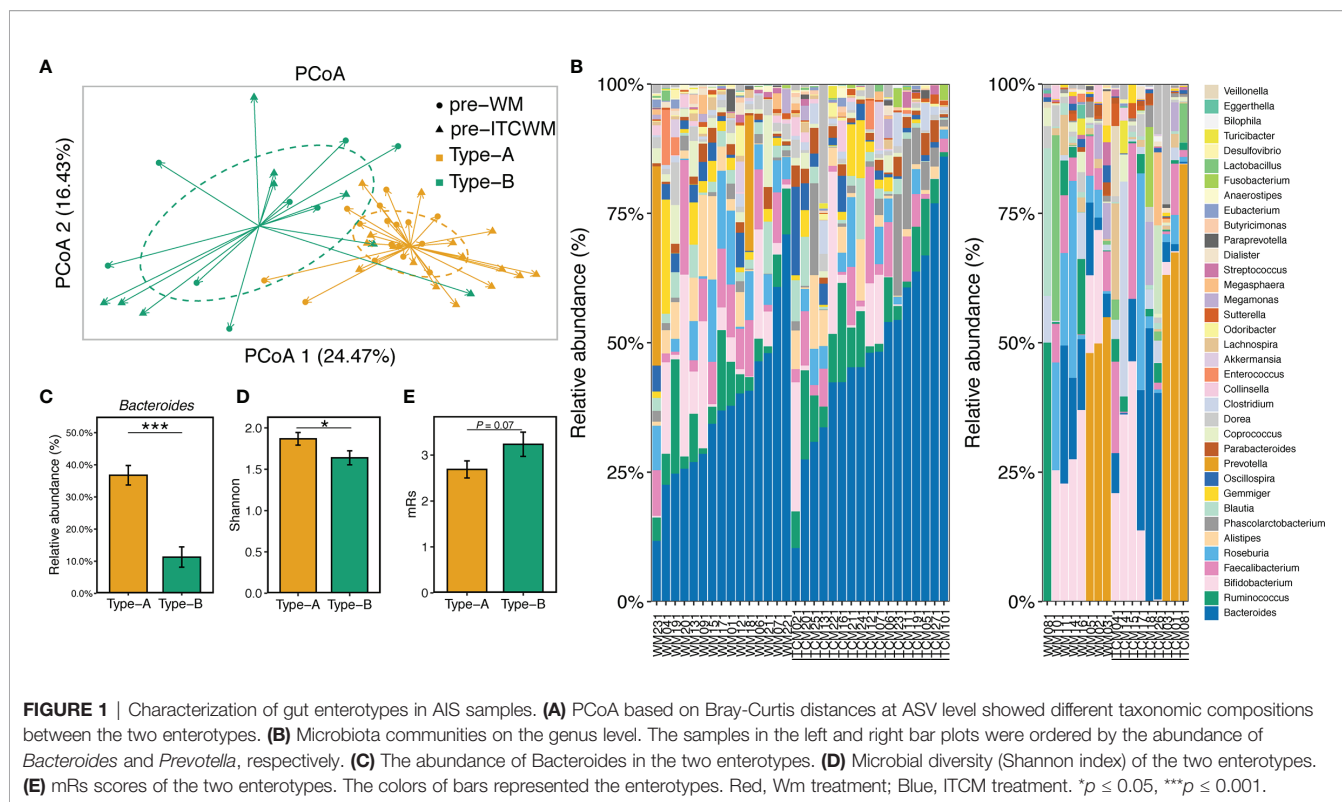 A
PCoA
PCoA 2 (16.43%)
PCoA 1 (24.47%)
pre−WM
pre−ITCWM
Type−A
Type−B
B
100%
75%
50%
25%
0%
Relative abundance (%)
100%
75%
50%
25%
0%
Relative abundance (%)
Veillonella
Eggerthella
Bilophila
Turicibacter
Desulfovibrio
Lactobacillus
Fusobacterium
Anaerostipes
Eubacterium
Butyricimonas
Paraprevotella
Dialister
Streptococcus
Megasphaera
Megamonas
Sutterella
Odoribacter
Lachnospira
Akkermansia
Enterococcus
Collinsella
Clostridium
Dorea
Coprococcus
Parabacteroides
Prevotella
Oscillospira
Gemmiger
Blautia
Phascolarctobacterium
Alistipes
Roseburia
Faecalibacterium
Bifidobacterium
Ruminococcus
Bacteroides
C
Bacteroides
***
50.0%
40.0%
30.0%
20.0%
10.0%
0.0%
Relative abundance (%)
Type−A
Type−B
D
*
2.0
1.5
1.0
0.5
0.0
Shannon
Type−A
Type−B
E
P = 0.07
3
2
1
0
mRs
Type−A
Type−B
FIGURE 1 | Characterization of gut enterotypes in AIS samples. (A) PCoA based on Bray-Curtis distances at ASV level showed different taxonomic compositions
between the two enterotypes. (B) Microbiota communities on the genus level. The samples in the left and right bar plots were ordered by the abundance of
Bacteroides and Prevotella, respectively. (C) The abundance of Bacteroides in the two enterotypes. (D) Microbial diversity (Shannon index) of the two enterotypes.
(E) mRs scores of the two enterotypes. The colors of bars represented the enterotypes. Red, Wm treatment; Blue, ITCM treatment. *p ≤ 0.05, ***p ≤ 0.001.